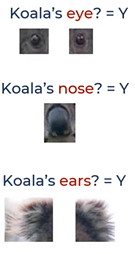 Koala's eye? = Y
Koala's nose? = Y
Koala's ears? = Y